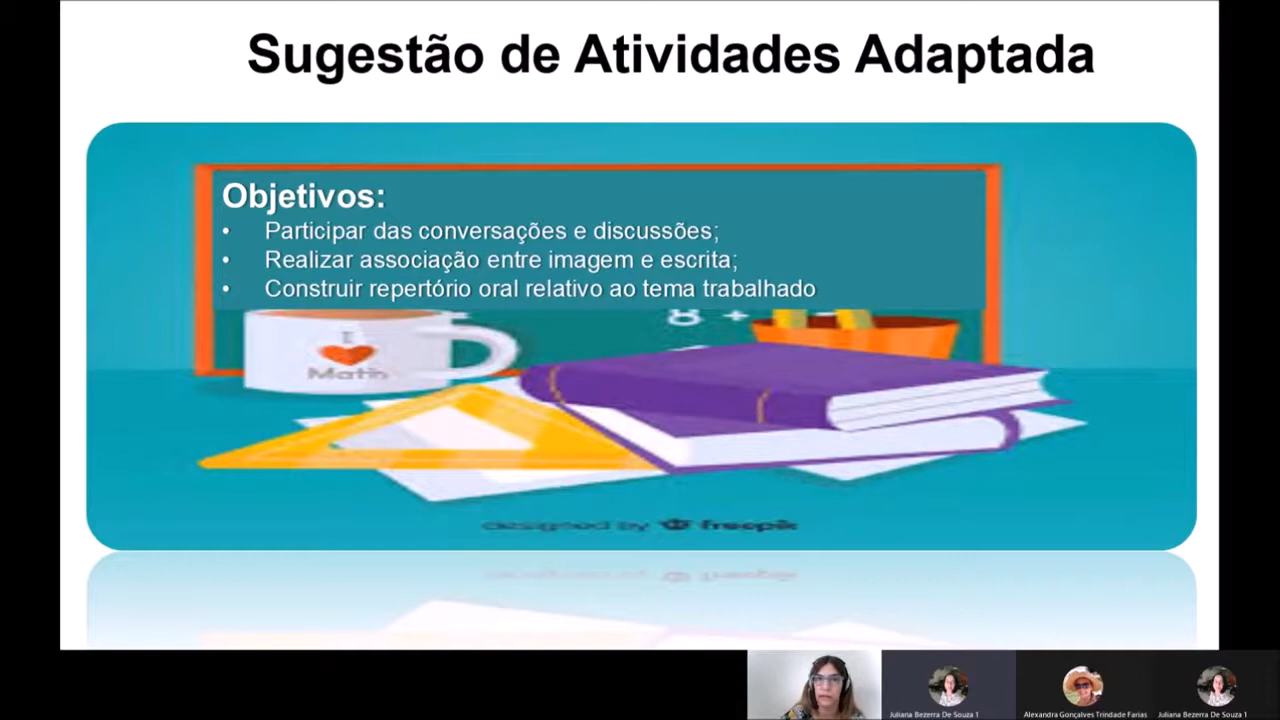 Sugestão de Atividades Adaptada
Objetivos:
• Participar das conversações e discussões;
• Realizar associação entre imagem e escrita;
• Construir repertório oral relativo ao tema trabalhado
8 +
I
Math
designed by freepik
Juliana Bezerra De Souza 1
Alexandra Gonçalves Trindade Farias
Juliana Bezerra De Souza 1